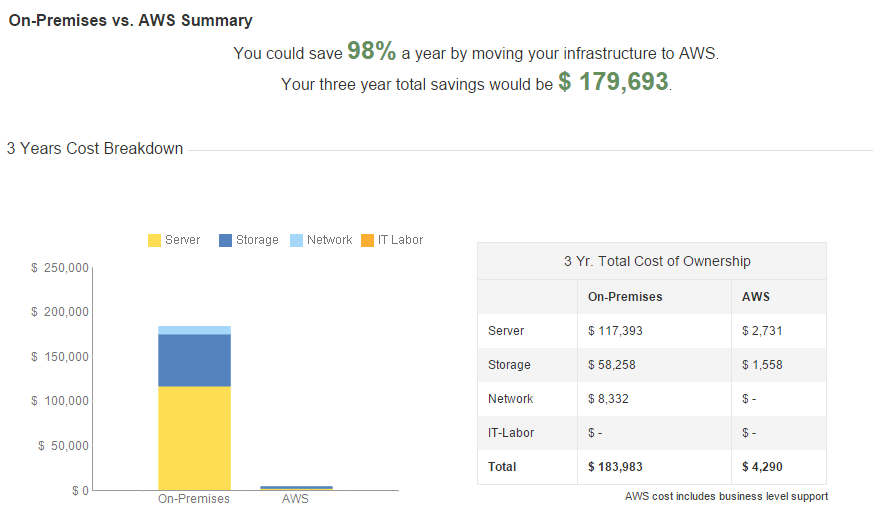 On-Premises vs. AWS Summary
You could save 98% a year by moving your infrastructure to AWS.
Your three year total savings would be $ 179,693.
3 Years Cost Breakdown
Server Storage Network IT Labor
$ 250,000
$ 200,000
$ 150,000
$ 100,000
$ 50,000
$ 0
On-Premises AWS
3 Yr. Total Cost of Ownership
On-Premises AWS
Server $ 117,393 $ 2,731
Storage $ 58,258 $ 1,558
Network $ 8,332 $ -
IT-Labor $ - $ -
Total $ 183,983 $ 4,290
AWS cost includes business level support